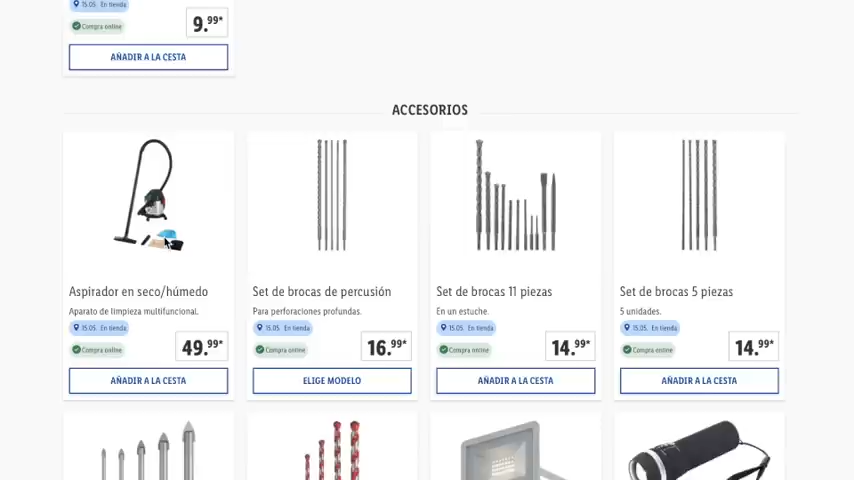 15.05. En tienda
Compra online
9.99*
AÑADIR A LA CESTA
ACCESORIOS
Aspirador en seco/húmedo
Aparato de limpieza multifuncional.
15.05. En tienda
Compra online
49.99*
AÑADIR A LA CESTA
Set de brocas de percusión
Para perforaciones profundas.
15.05. En tienda
Compra online
16.99*
ELIGE MODELO
Set de brocas 11 piezas
En un estuche.
15.05. En tienda
Compra online
14.99*
AÑADIR A LA CESTA
Set de brocas 5 piezas
5 unidades.
15.05. En tienda
Compra online
14.99*
AÑADIR A LA CESTA